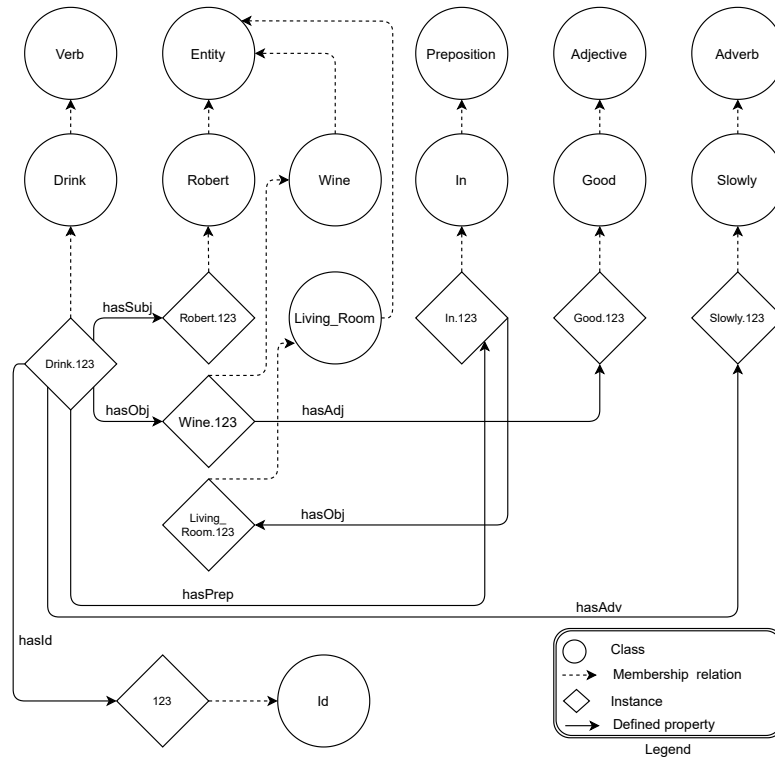 Verb
Entity
Preposition
Adjective
Adverb
Drink
Robert
Wine
In
Good
Slowly
hasSubj
Robert.123
Living_Room
In.123
Good.123
Slowly.123
Drink.123
hasObj
Wine.123
hasAdj
Living_
Room.123
hasObj
hasPrep
hasAdv
hasId
123
Id
Class
Membership relation
Instance
Defined property
Legend